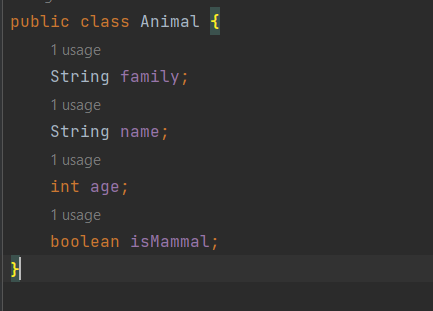 public class Animal {
1 usage
String family;
1 usage
String name;
1 usage
int age;
1 usage
boolean isMammal;
}